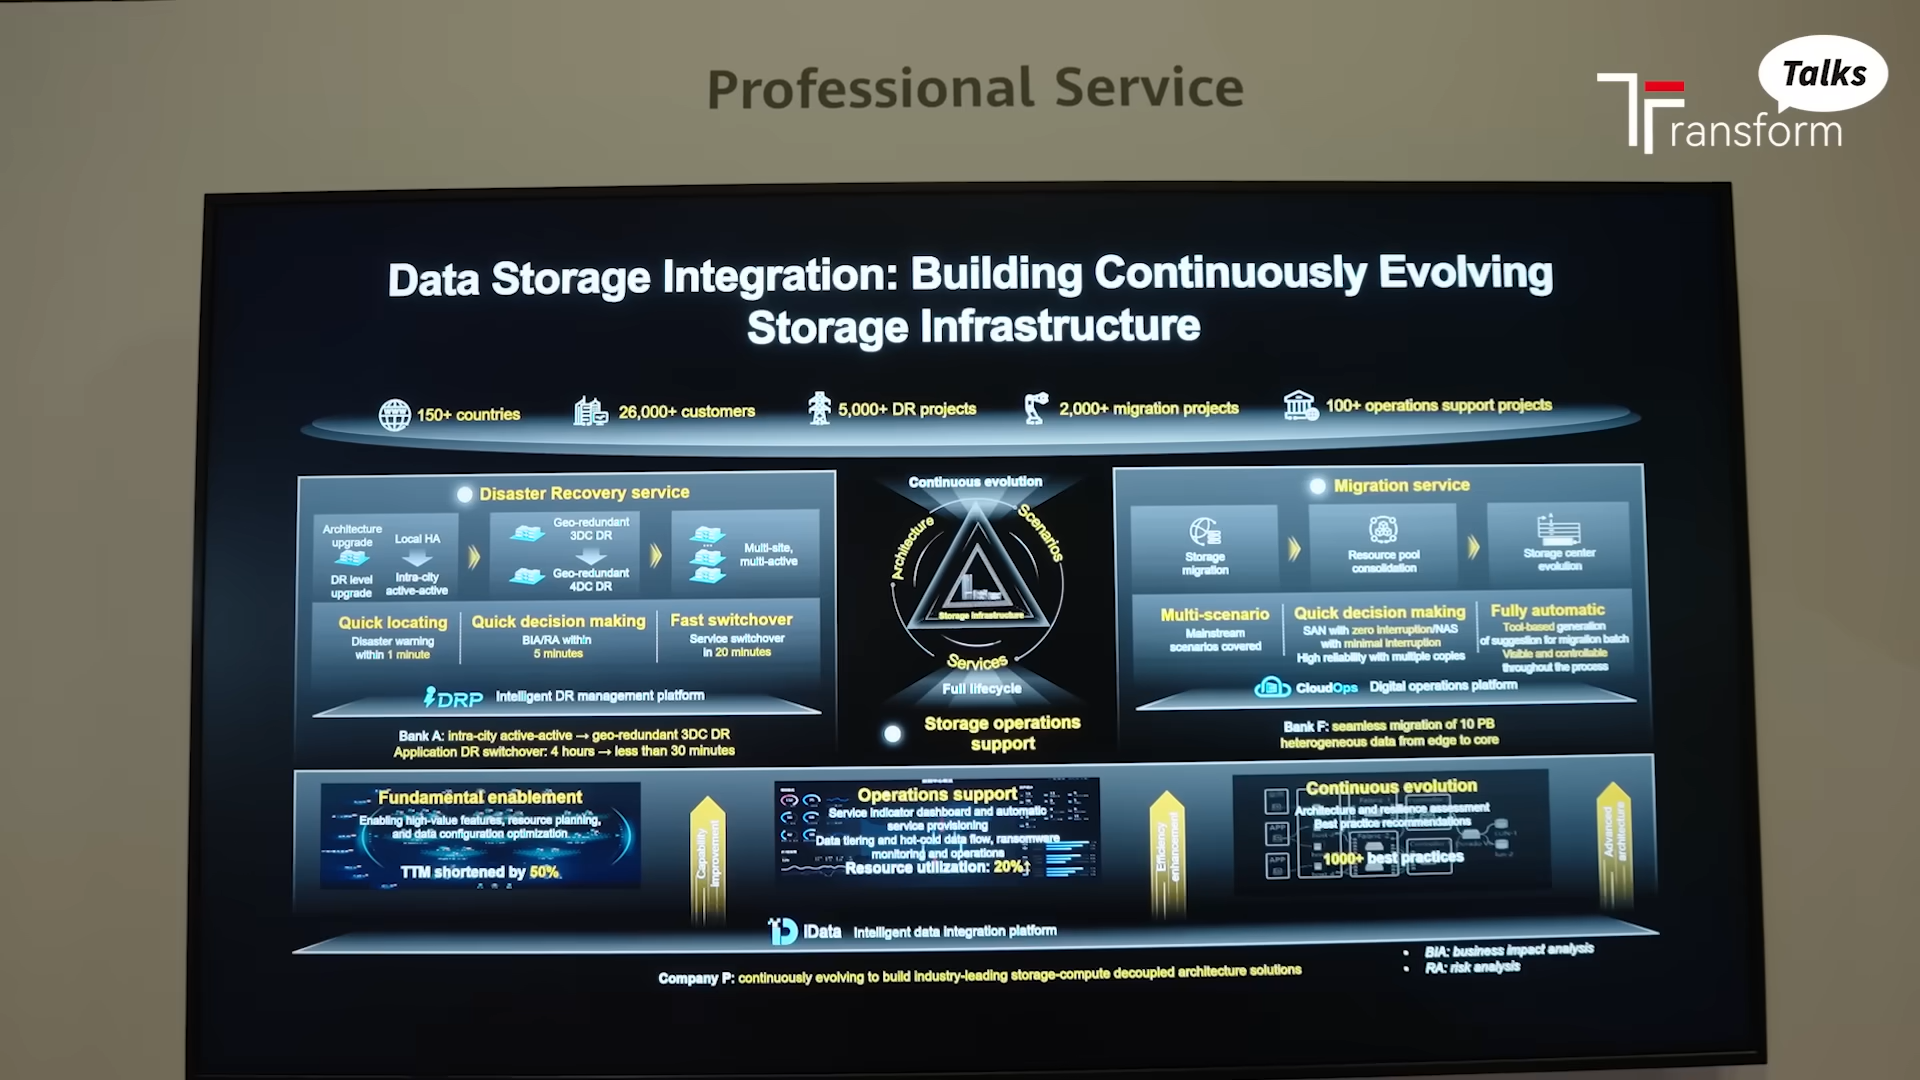 Professional Service
Talks
Transform
Data Storage Integration: Building Continuously Evolving
Storage Infrastructure
150+ countries
26,000+ customers
5,000+ DR projects
2,000+ migration projects
100+ operations support projects
Disaster Recovery service
Architecture
upgrade
DR level
upgrade
Local HA
Intra-city
active-active
Geo-redundant
3DC DR
Geo-redundant
4DC DR
Multi-site,
multi-active
Quick locating
Disaster warning
within 1 minute
Quick decision making
BIA/RA within
5 minutes
Fast switchover
Service switchover
in 20 minutes
DRP Intelligent DR management platform
Bank A: intra-city active-active → geo-redundant 3DC DR
Application DR switchover: 4 hours → less than 30 minutes
Continuous evolution
Architecture
Scenarios
Storage Infrastructure
Services
Full lifecycle
Storage operations
support
Migration service
Storage
migration
Resource pool
consolidation
Storage center
evolution
Multi-scenario
Mainstream
scenarios covered
Quick decision making
SAN with zero interruption/NAS
with minimal interruption
High reliability with multiple copies
Fully automatic
Tool-based generation
of suggestion for migration batch
Visible and controllable
throughout the process
CloudOps Digital operations platform
Bank F: seamless migration of 10 PB
heterogeneous data from edge to core
Fundamental enablement
Enabling high-value features, resource planning,
and data configuration optimization
TTM shortened by 50%
Capability
improvement
Operations support
Service indicator dashboard and automatic
service provisioning
Data tiering and hot-cold data flow, ransomware
monitoring and operations
Resource utilization: 20%↑
Efficiency
enhancement
Continuous evolution
Architecture and resilience assessment
Best practice recommendations
1000+ best practices
APP
APP
Advanced
architecture
iData Intelligent data integration platform
Company P: continuously evolving to build industry-leading storage-compute decoupled architecture solutions
• BIA: business impact analysis
• RA: risk analysis